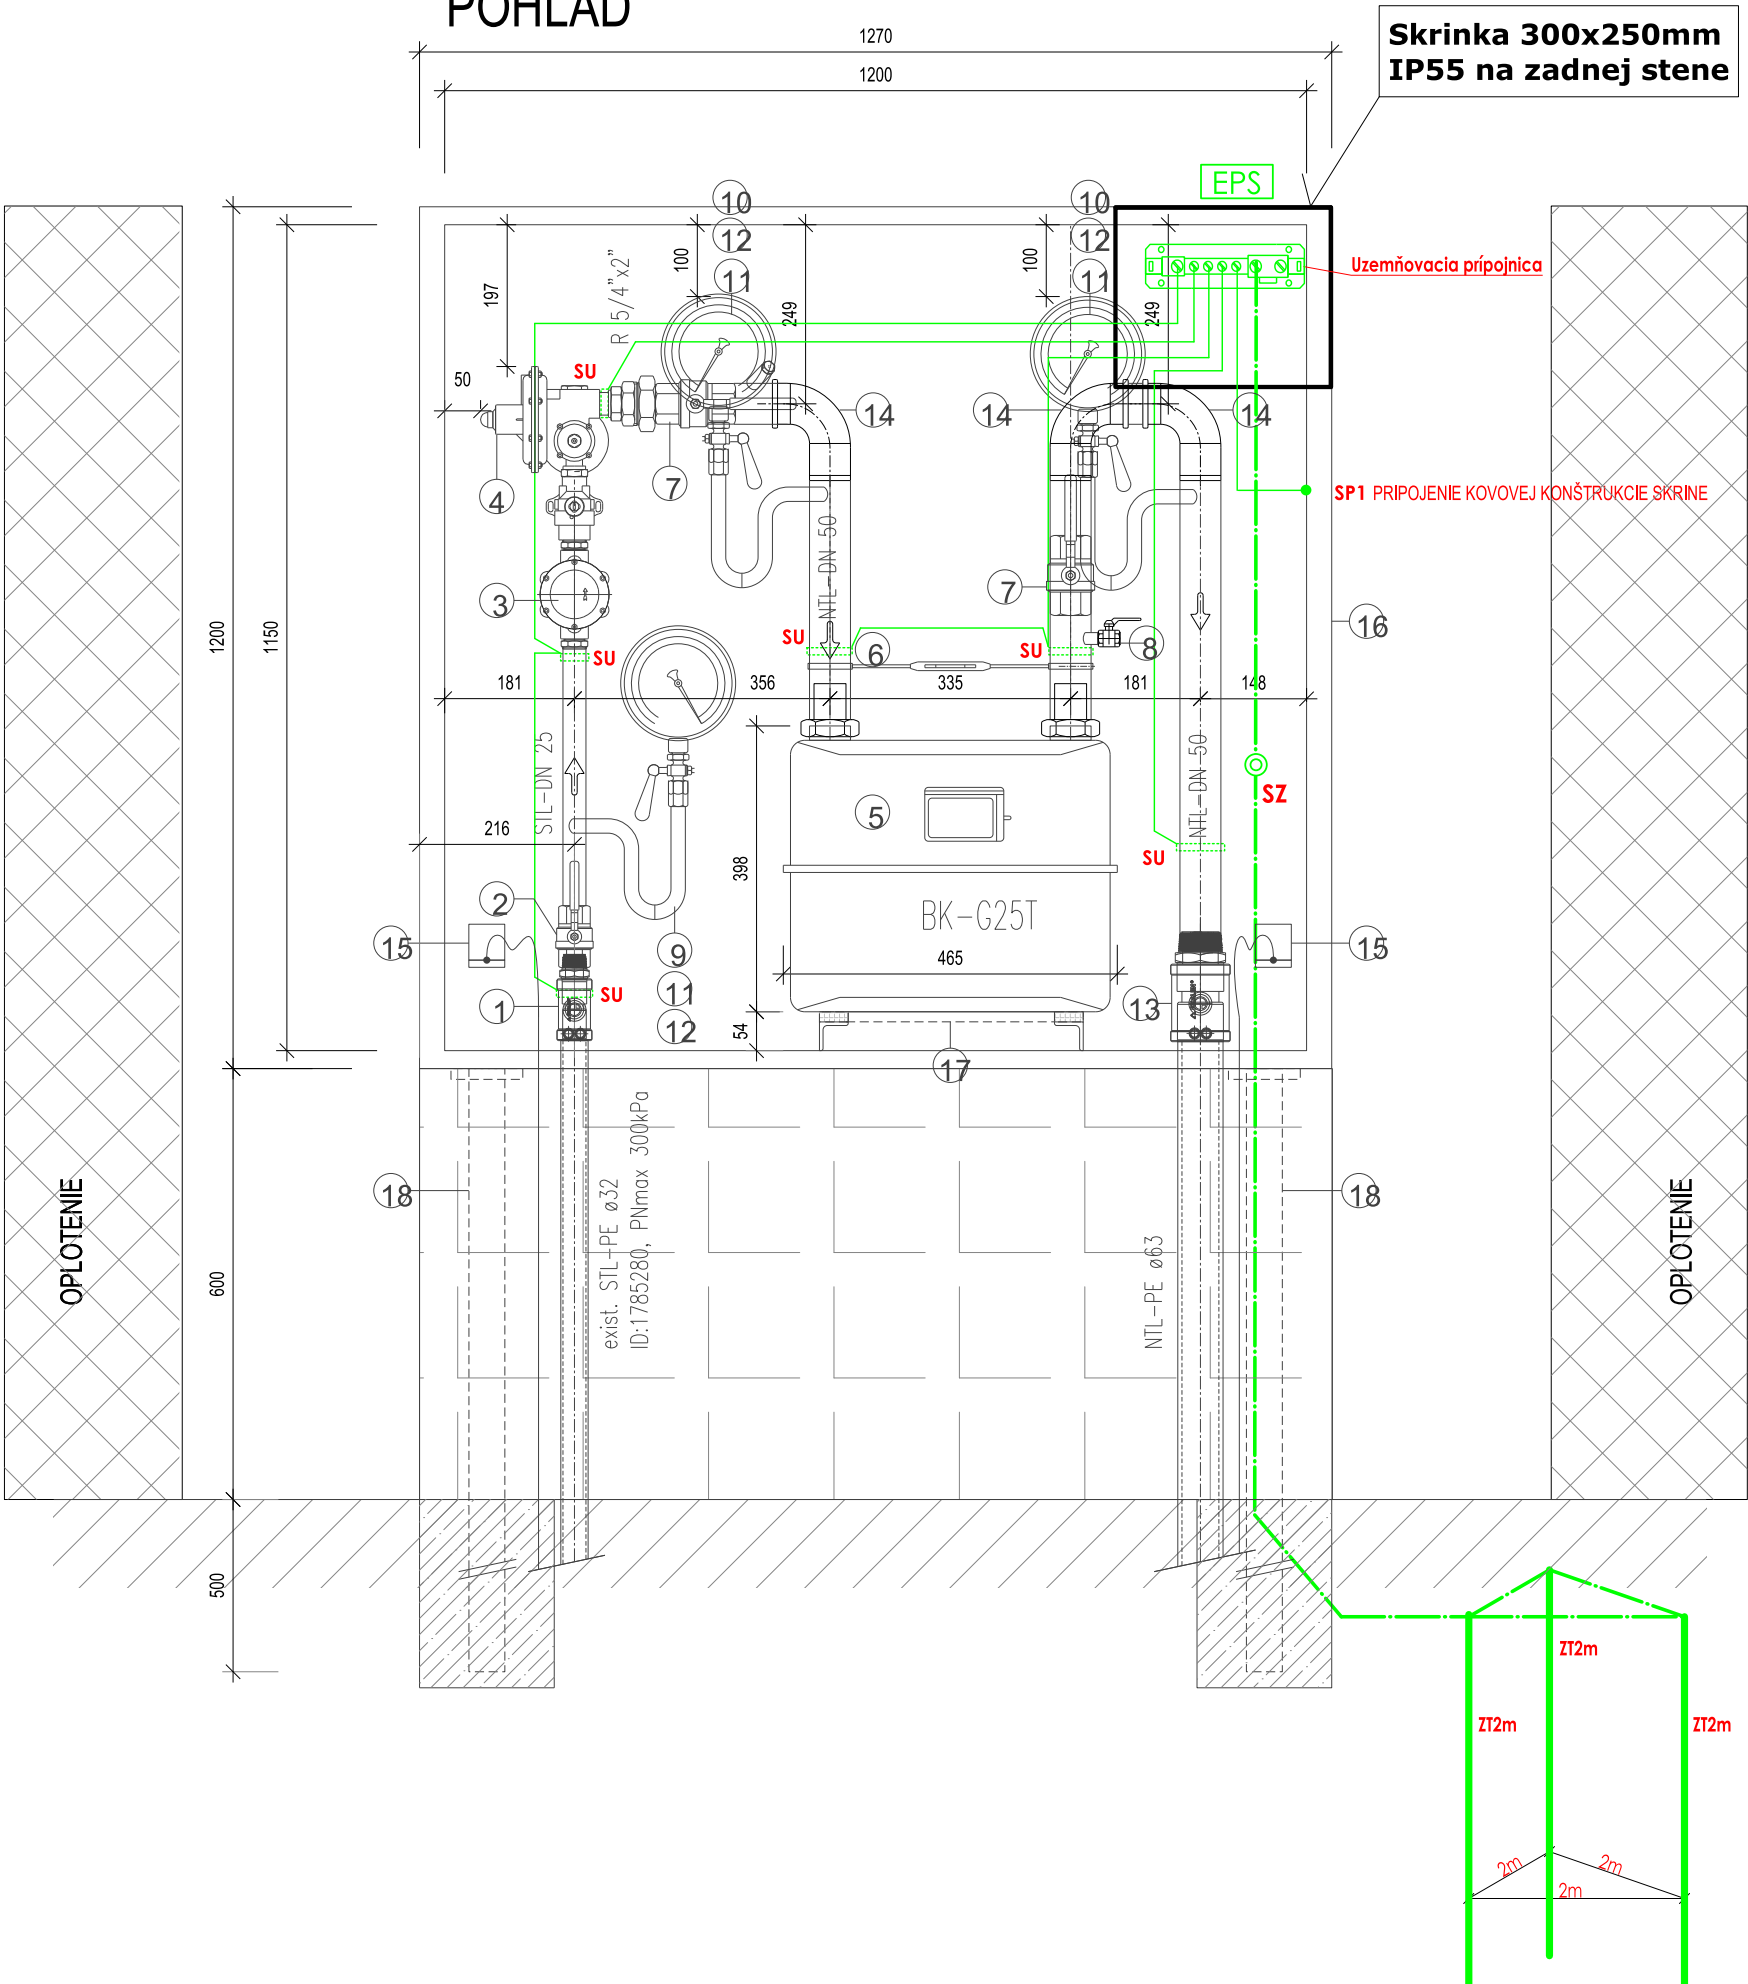 POHĽAD
Skrinka 300x250mm
IP55 na zadnej stene
1270
1200
EPS
10
12
11
10
12
11
100
100
197
R 5/4"x2"
249
249
Uzemňovacia prípojnica
50
SU
14
14
14
4
7
SP1 PRIPOJENIE KOVOVEJ KONŠTRUKCIE SKRINE
NTL-DN 50
3
7
1200
1150
SU
SU
6
SU
8
16
181
356
335
181
148
STL-DN 25
NTL-DN 50
SZ
216
5
SU
398
2
BK-G25T
15
9
465
15
SU
1
11
13
12
54
17
exist. STL-PE ø32
ID:1785280, PNmax 300kPa
18
18
OPLOTENIE
OPLOTENIE
600
NTL-PE ø63
500
ZT2m
ZT2m
ZT2m
2m
2m
2m